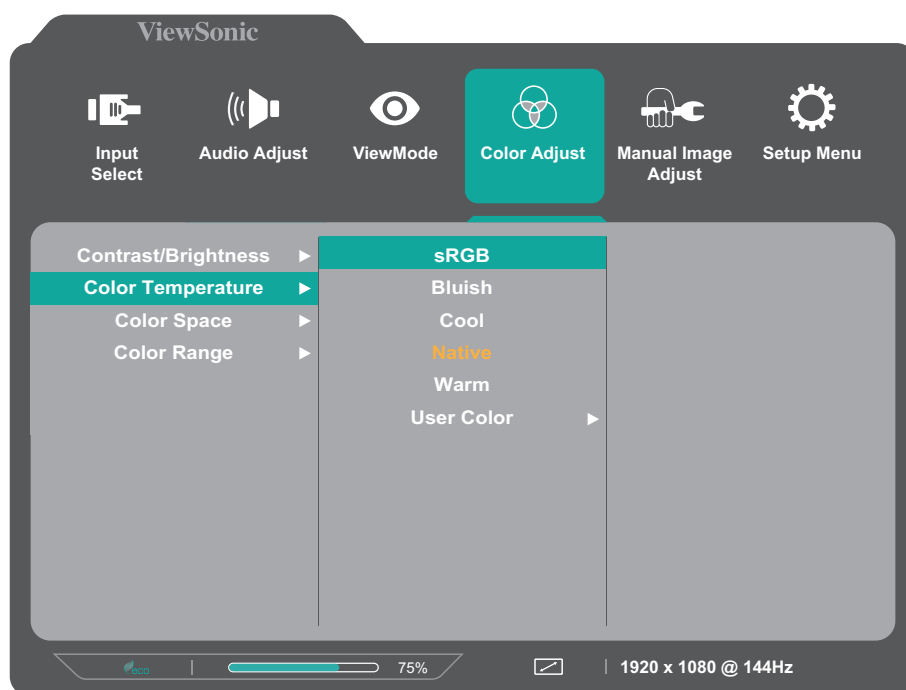 ViewSonic
Input Select
Audio Adjust
ViewMode
Color Adjust
Manual Image Adjust
Setup Menu
Contrast/Brightness
Color Temperature
Color Space
Color Range
sRGB
Bluish
Cool
Native
Warm
User Color
eco
75%
1920 x 1080 @ 144Hz